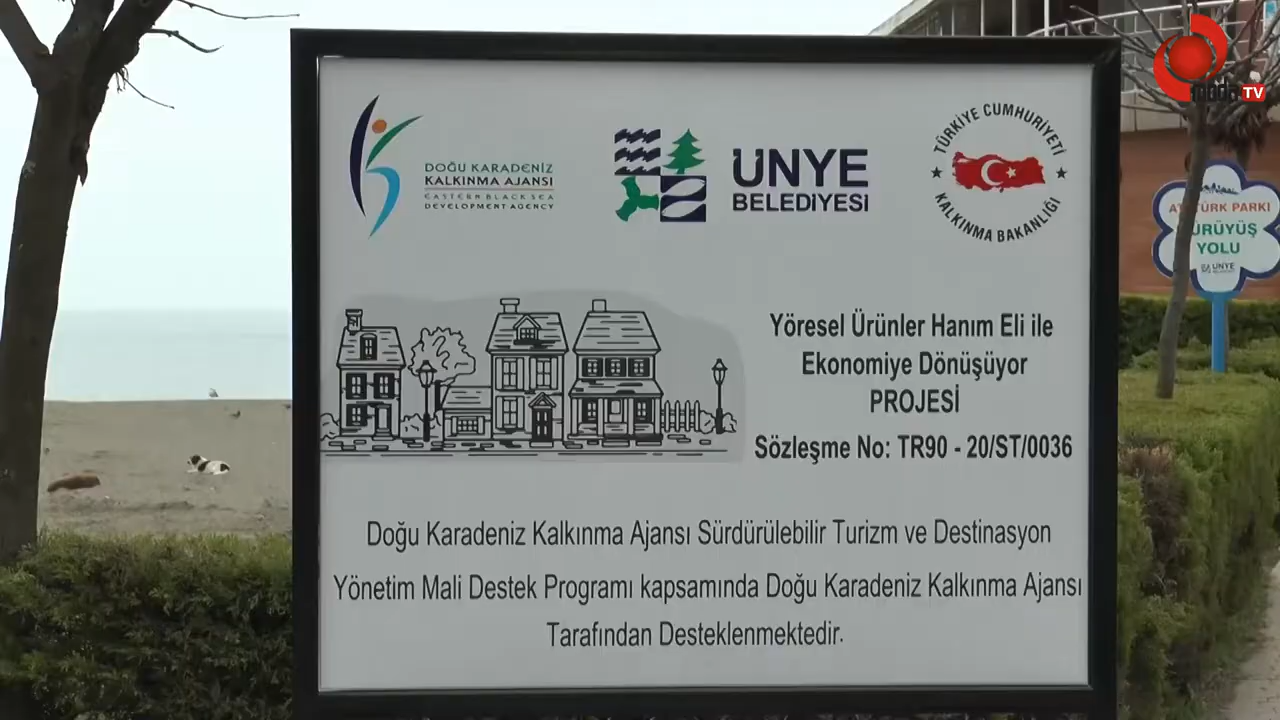 DOĞU KARADENİZ
KALKINMA AJANSI
EASTERN BLACK SEA
DEVELOPMENT AGENCY
ÜNYE
BELEDİYESİ
TÜRKİYE CUMHURİYETİ
KALKINMA BAKANLIĞI
moda TV
PARKI
YOLU
ÜNYE
Yöresel Ürünler Hanım Eli ile
Ekonomiye Dönüşüyor
PROJESİ
Sözleşme No: TR90 - 20/ST/0036
Doğu Karadeniz Kalkınma Ajansı Sürdürülebilir Turizm ve Destinasyon
Yönetim Mali Destek Programı kapsamında Doğu Karadeniz Kalkınma Ajansı
Tarafından Desteklenmektedir.